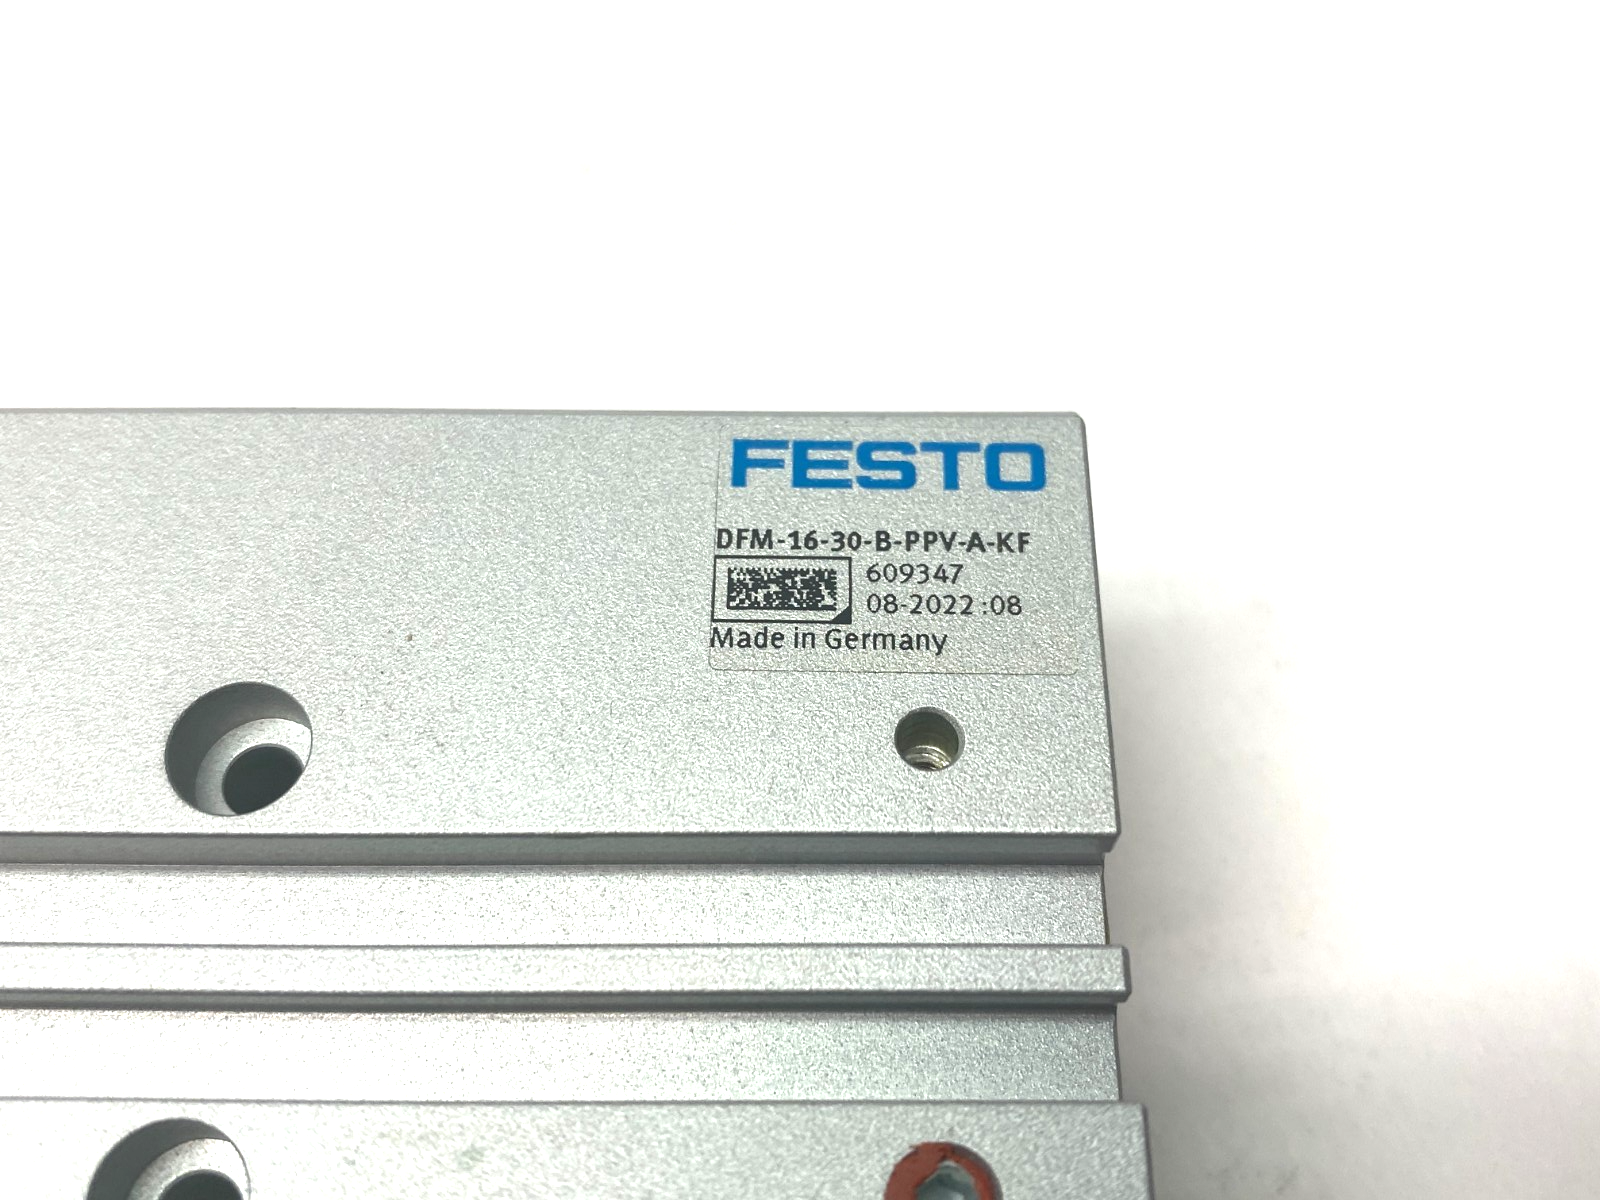 FESTO
DFM-16-30-B-PPV-A-KF
609347
08-2022 :08
Made in Germany